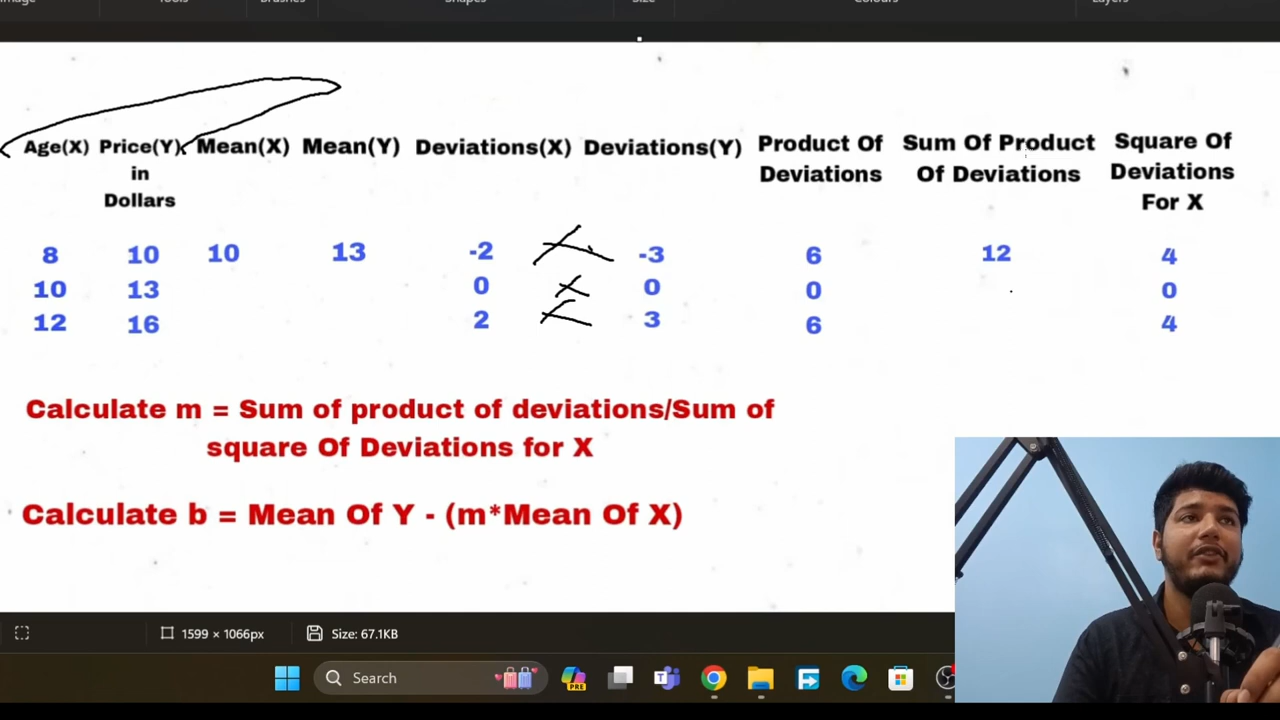 Age(X) Price(Y) Mean(X) Mean(Y) Deviations(X) Deviations(Y) Product Of Sum Of Product Square Of
in Deviations Of Deviations Deviations
Dollars For X
8 10 10 13 -2 -3 6 12 4
10 13 0 0 0 0
12 16 2 3 6 4
Calculate m = Sum of product of deviations/Sum of
square Of Deviations for X
Calculate b = Mean Of Y - (m*Mean Of X)
1599 × 1066px Size: 67.1KB
Search PRE